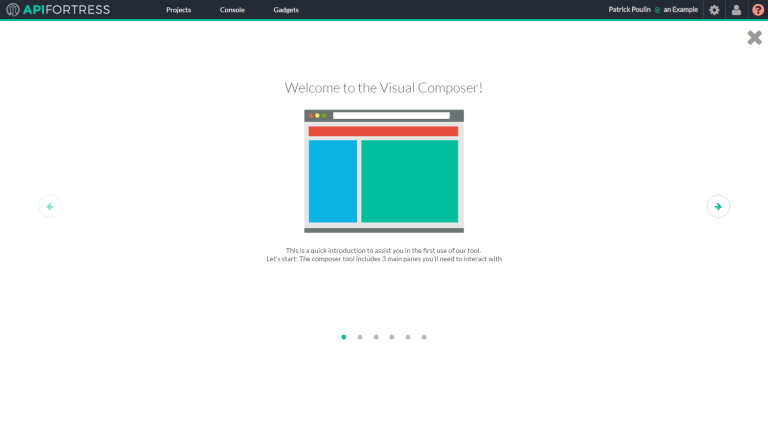 APIFORTRESS
Projects Console Gadgets
Patrick Poulin @ an Example
?
Welcome to the Visual Composer!
This is a quick introduction to assist you in the first use of our tool.
Let's start: The composer tool includes 3 main panes you'll need to interact with